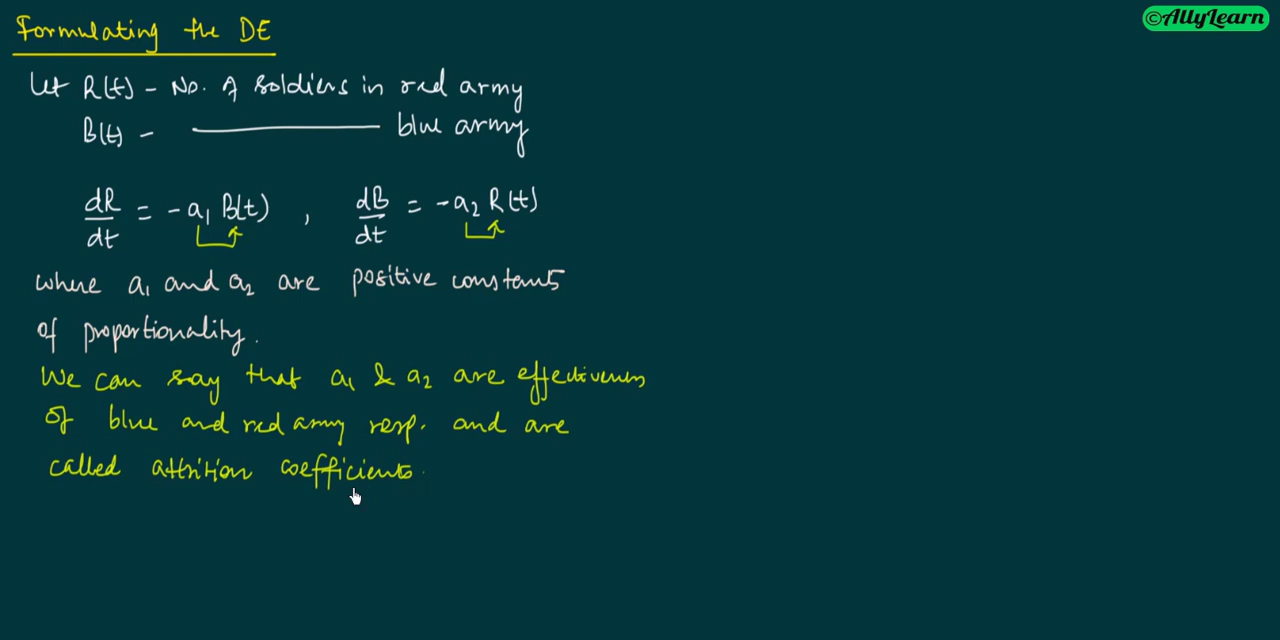 Formulating the DE
©AllyLearn
Let R(t) - No. of soldiers in red army
B(t) - ———————— blue army
dR/dt = -a₁ B(t) , dB/dt = -a₂ R(t)
where a₁ and a₂ are positive constants
of proportionality.
We can say that a₁ & a₂ are effectiveness
of blue and red army resp. and are
called attrition coefficients.